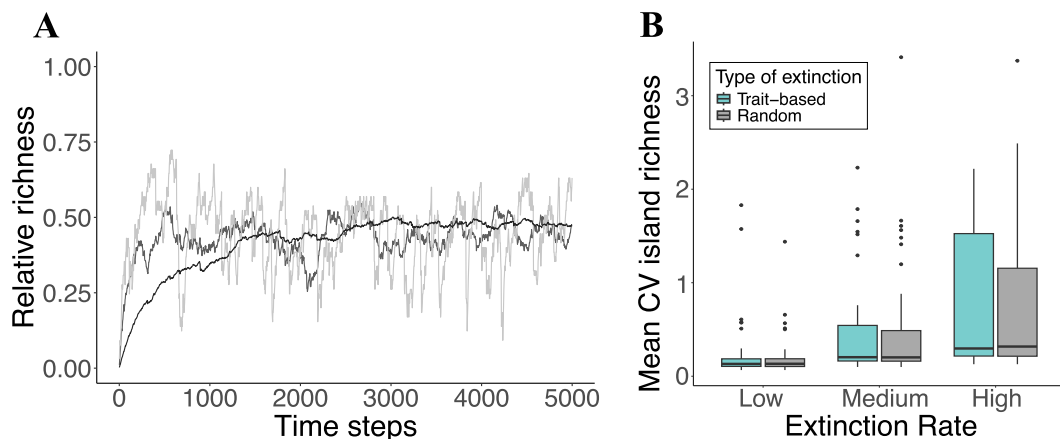 A
Relative richness
1.00
0.75
0.50
0.25
0.00
0
1000
2000
3000
4000
5000
Time steps
B
Mean CV island richness
3
2
1
0
Type of extinction
Trait-based
Random
Low
Medium
High
Extinction Rate